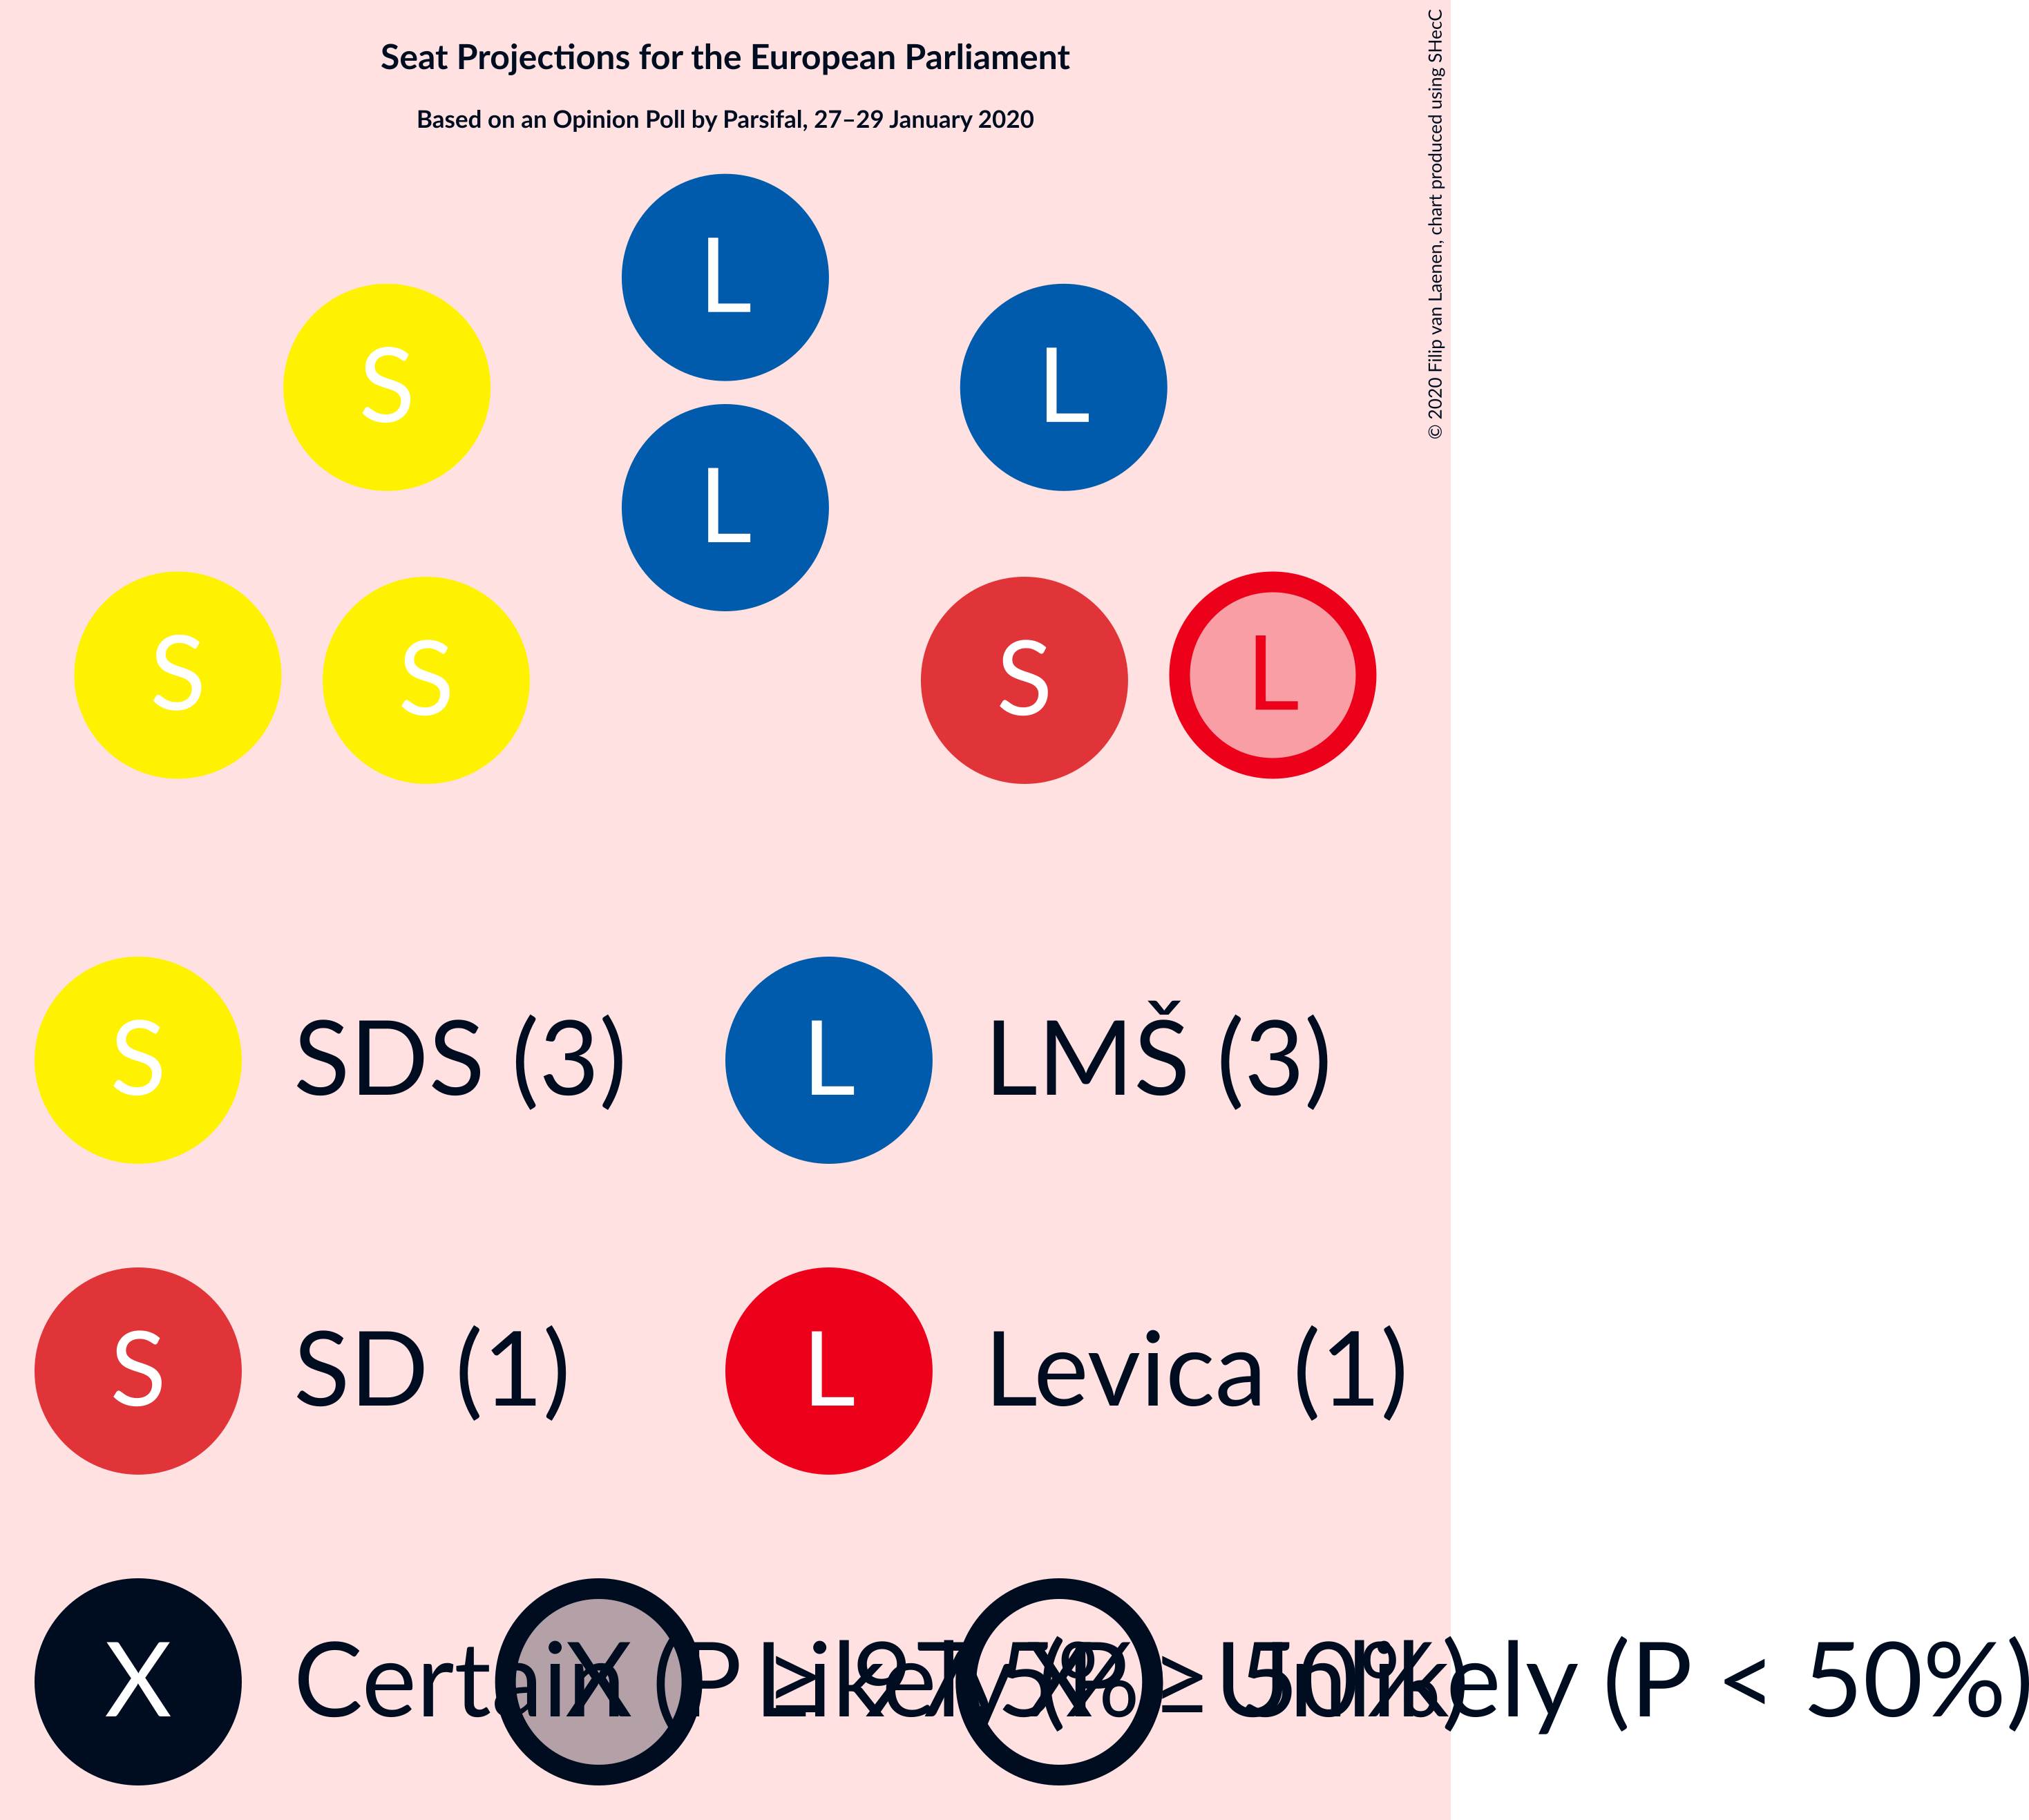 Seat Projections for the European Parliament
Based on an Opinion Poll by Parsifal, 27–29 January 2020
© 2020 Filip van Laenen, chart produced using SHecC
L
S
L
L
S
S
S
L
S SDS (3) L LMŠ (3)
S SD (1) L Levica (1)
X Certain (P ≥ 97.5%) X Likely (P ≥ 50%) X Unlikely (P < 50%)